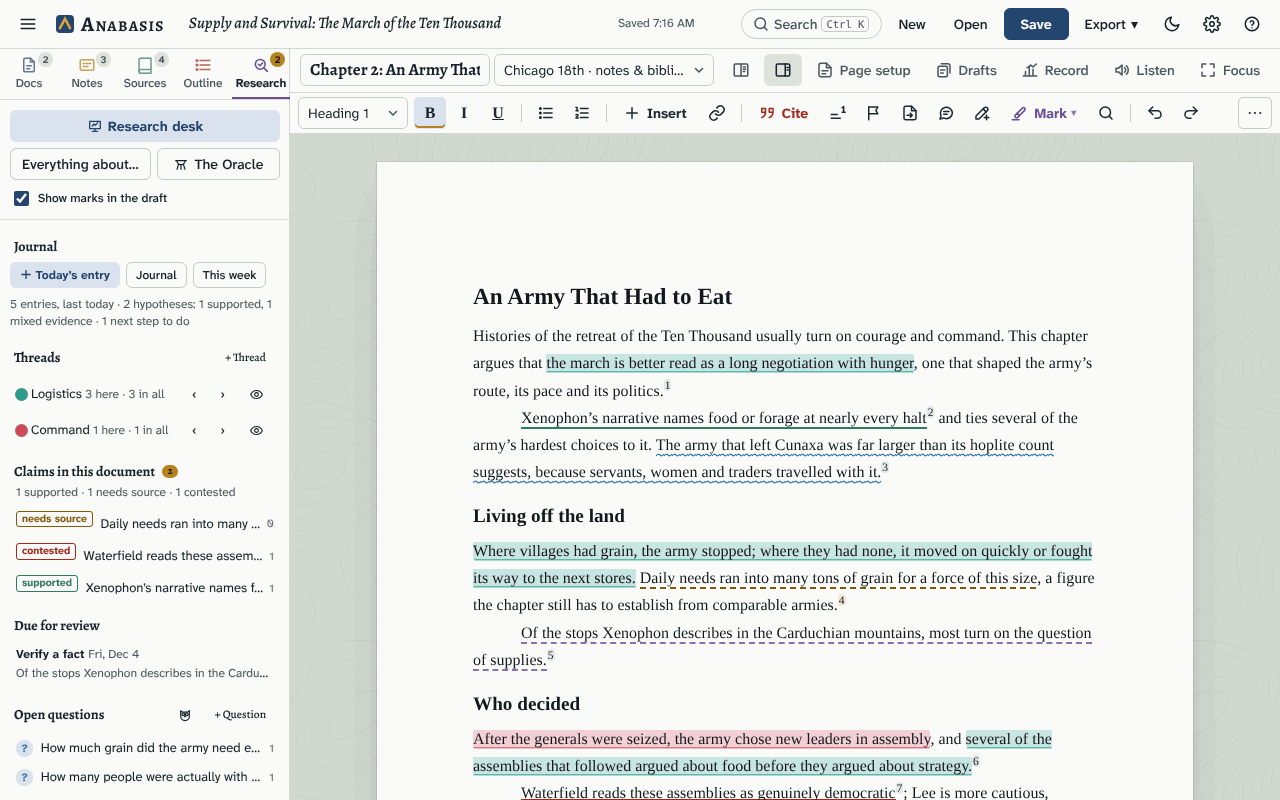 ANABASIS
Supply and Survival: The March of the Ten Thousand
Saved 7:16 AM
Search Ctrl K
New
Open
Save
Export ▾
2
Docs
3
Notes
4
Sources
Outline
2
Research
Chapter 2: An Army That
Chicago 18th · notes & bibli…
Page setup
Drafts
Record
Listen
Focus
Heading 1
B
I
U
Insert
Cite
Mark ▾
Research desk
Everything about…
The Oracle
Show marks in the draft
Journal
+ Today's entry
Journal
This week
5 entries, last today · 2 hypotheses: 1 supported, 1
mixed evidence · 1 next step to do
Threads
+ Thread
Logistics 3 here · 3 in all
‹
›
Command 1 here · 1 in all
‹
›
Claims in this document 2
1 supported · 1 needs source · 1 contested
needs source Daily needs ran into many … 0
contested Waterfield reads these assem… 1
supported Xenophon's narrative names f… 1
Due for review
Verify a fact Fri, Dec 4
Of the stops Xenophon describes in the Cardu…
Open questions
+ Question
? How much grain did the army need e… 1
? How many people were actually with … 1
An Army That Had to Eat
Histories of the retreat of the Ten Thousand usually turn on courage and command. This chapter
argues that the march is better read as a long negotiation with hunger, one that shaped the army’s
route, its pace and its politics.1
Xenophon’s narrative names food or forage at nearly every halt2 and ties several of the
army’s hardest choices to it. The army that left Cunaxa was far larger than its hoplite count
suggests, because servants, women and traders travelled with it.3
Living off the land
Where villages had grain, the army stopped; where they had none, it moved on quickly or fought
its way to the next stores. Daily needs ran into many tons of grain for a force of this size, a figure
the chapter still has to establish from comparable armies.4
Of the stops Xenophon describes in the Carduchian mountains, most turn on the question
of supplies.5
Who decided
After the generals were seized, the army chose new leaders in assembly, and several of the
assemblies that followed argued about food before they argued about strategy.6
Waterfield reads these assemblies as genuinely democratic7; Lee is more cautious,